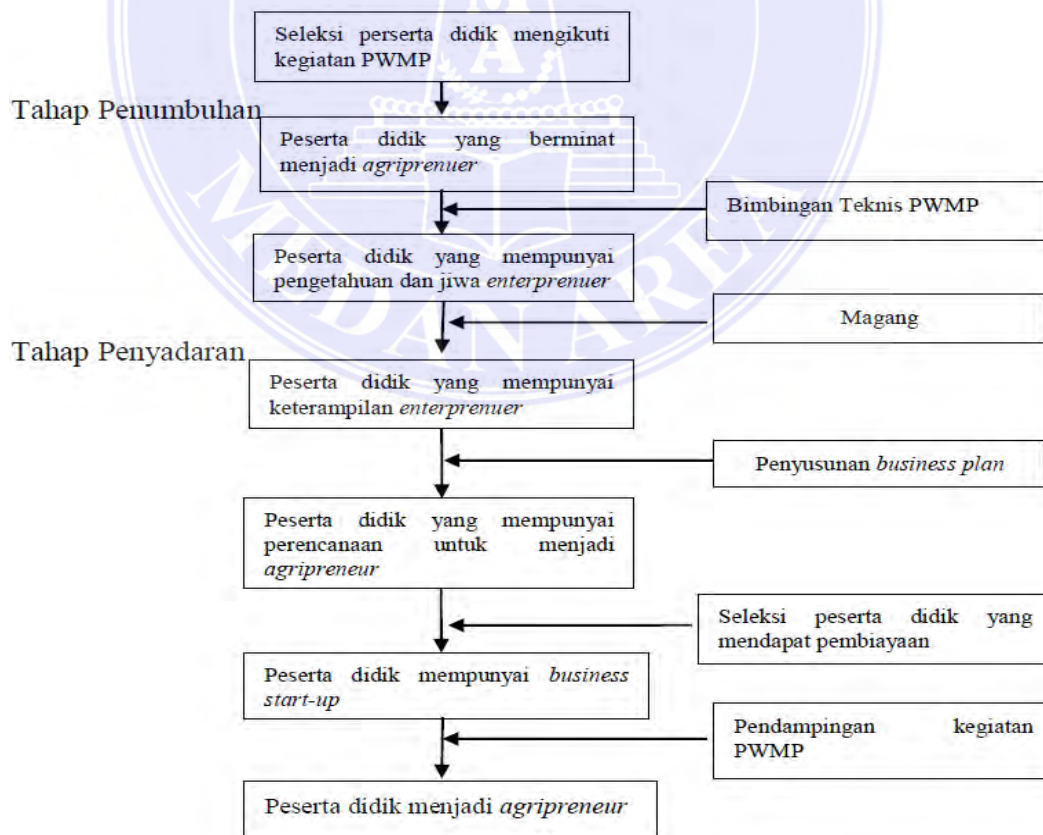 Seleksi perserta didik mengikuti
kegiatan PWMP
Tahap Penumbuhan
Peserta didik yang berminat
menjadi agriprenuer
Bimbingan Teknis PWMP
Peserta didik yang mempunyai
pengetahuan dan jiwa enterprenuer
Magang
Tahap Penyadaran
Peserta didik yang mempunyai
keterampilan enterprenuer
Penyusunan business plan
Peserta didik yang mempunyai
perencanaan untuk menjadi
agripreneur
Seleksi peserta didik yang
mendapat pembiayaan
Peserta didik mempunyai business
start-up
Pendampingan kegiatan
PWMP
Peserta didik menjadi agripreneur
MEDAN AREA